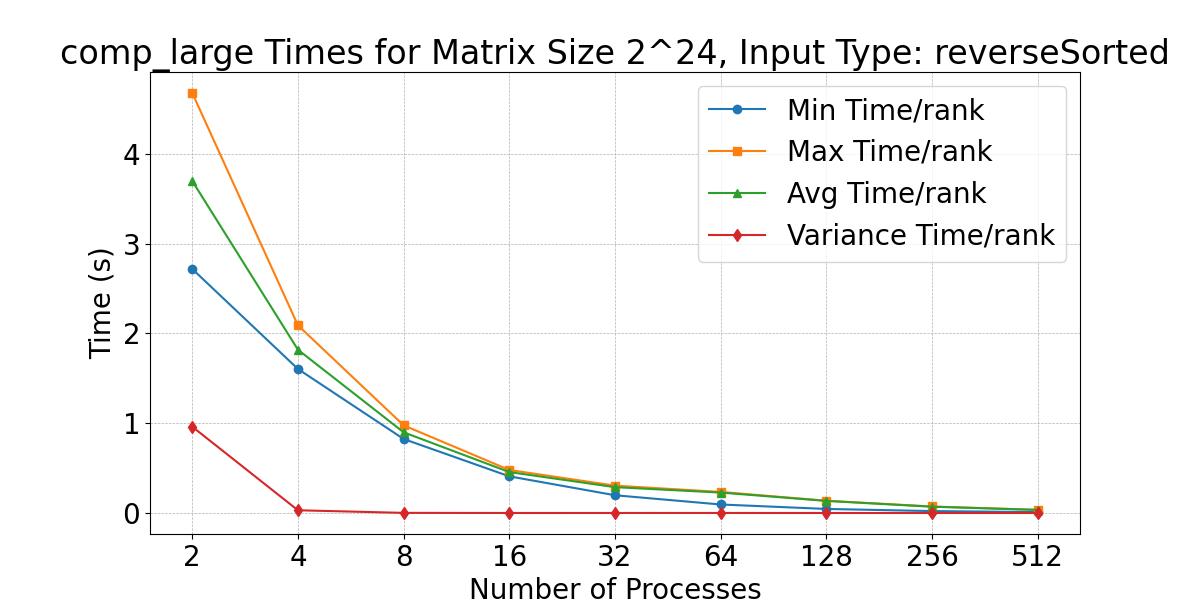 comp_large Times for Matrix Size 2^24, Input Type: reverseSorted
Min Time/rank
Max Time/rank
Avg Time/rank
Variance Time/rank
Time (s)
4
3
2
1
0
2 4 8 16 32 64 128 256 512
Number of Processes